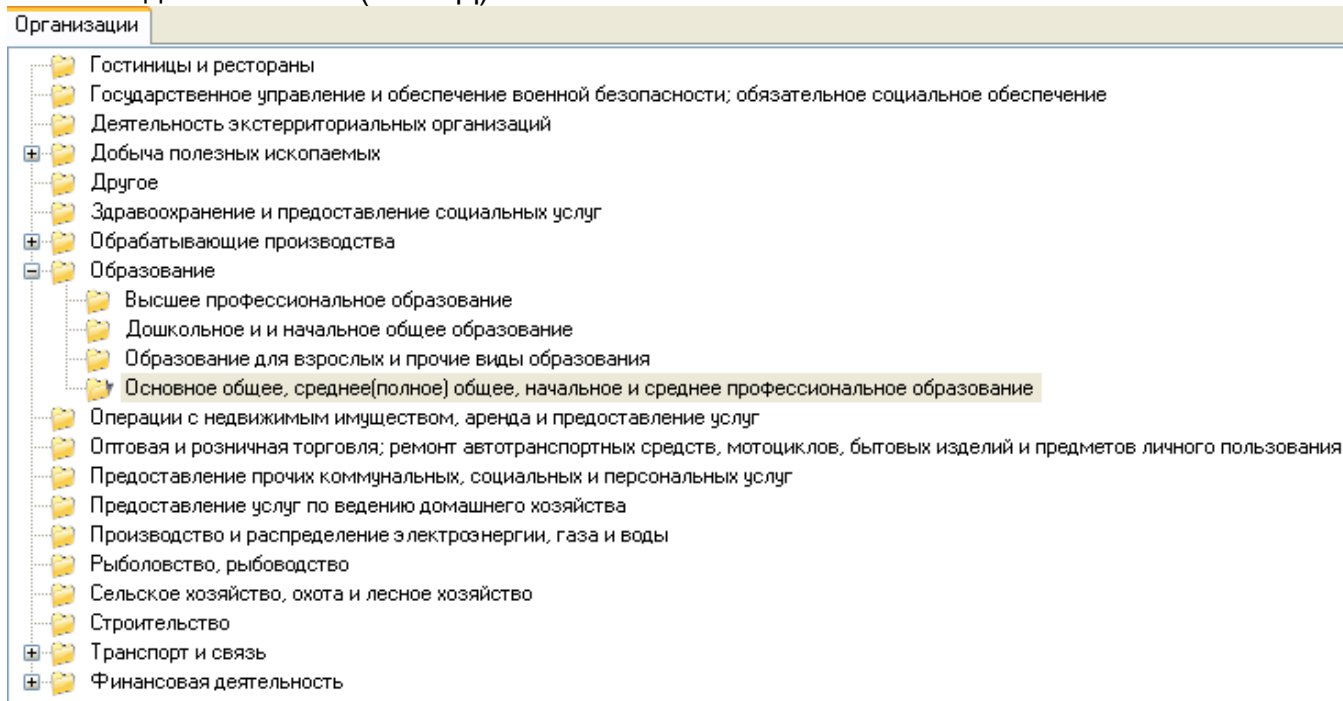 Организации
Гостиницы и рестораны
Государственное управление и обеспечение военной безопасности; обязательное социальное обеспечение
Деятельность экстерриториальных организаций
Добыча полезных ископаемых
Другое
Здравоохранение и предоставление социальных услуг
Обрабатывающие производства
Образование
Высшее профессиональное образование
Дошкольное и и начальное общее образование
Образование для взрослых и прочие виды образования
Основное общее, среднее(полное) общее, начальное и среднее профессиональное образование
Операции с недвижимым имуществом, аренда и предоставление услуг
Оптовая и розничная торговля; ремонт автотранспортных средств, мотоциклов, бытовых изделий и предметов личного пользования
Предоставление прочих коммунальных, социальных и персональных услуг
Предоставление услуг по ведению домашнего хозяйства
Производство и распределение электроэнергии, газа и воды
Рыболовство, рыбоводство
Сельское хозяйство, охота и лесное хозяйство
Строительство
Транспорт и связь
Финансовая деятельность